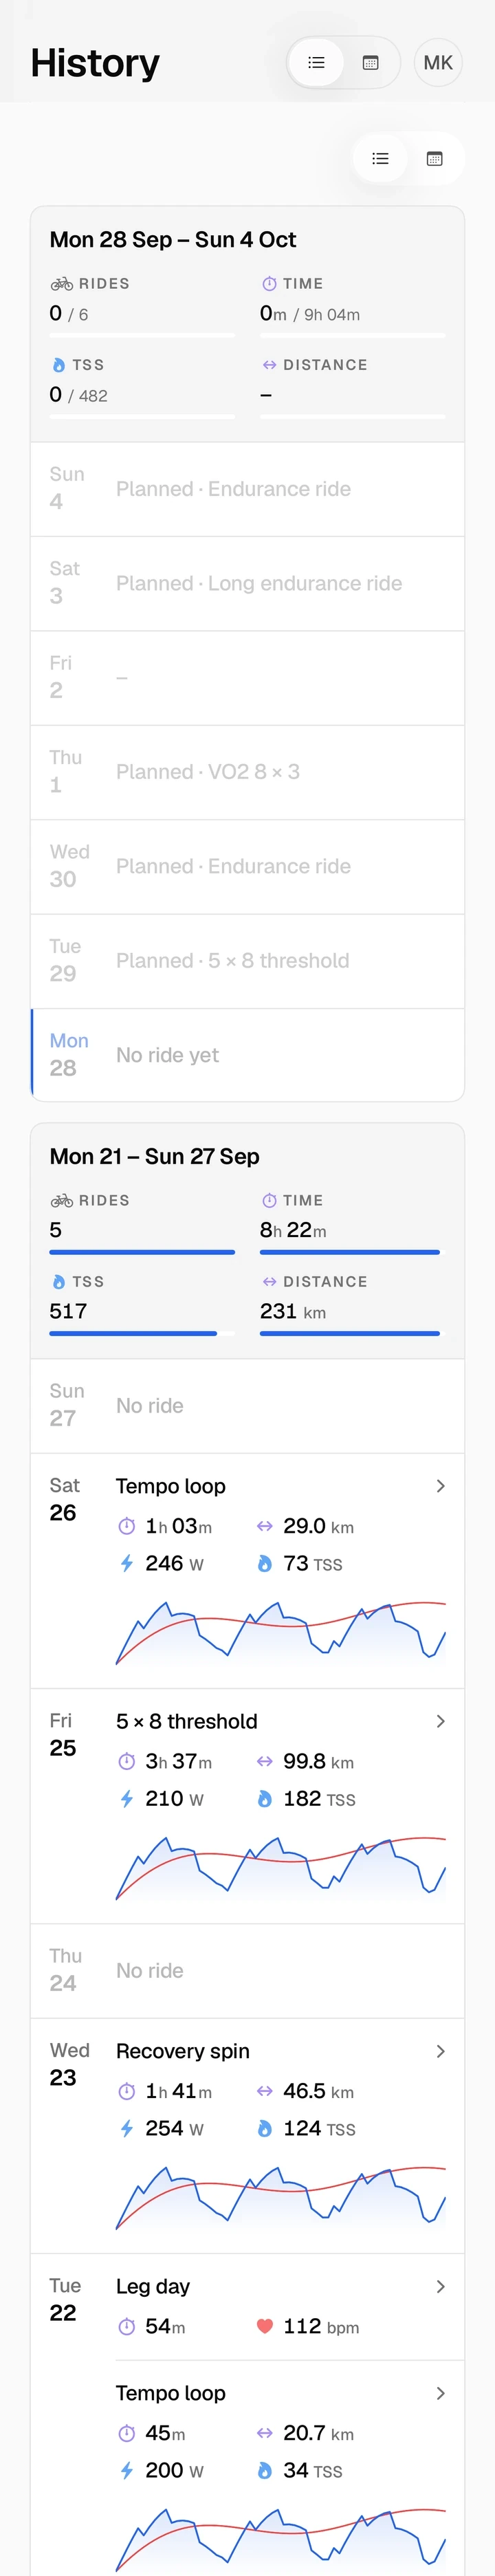 History
MK
Mon 28 Sep – Sun 4 Oct
RIDES TIME
0 / 6 0m / 9h 04m
TSS DISTANCE
0 / 482 –
Sun
4 Planned · Endurance ride
Sat
3 Planned · Long endurance ride
Fri
2 –
Thu
1 Planned · VO2 8 × 3
Wed
30 Planned · Endurance ride
Tue
29 Planned · 5 × 8 threshold
Mon
28 No ride yet
Mon 21 – Sun 27 Sep
RIDES TIME
5 8h 22m
TSS DISTANCE
517 231 km
Sun
27 No ride
Sat Tempo loop
26 1h 03m 29.0 km
246 W 73 TSS
Fri 5 × 8 threshold
25 3h 37m 99.8 km
210 W 182 TSS
Thu
24 No ride
Wed Recovery spin
23 1h 41m 46.5 km
254 W 124 TSS
Tue Leg day
22 54m 112 bpm
Tempo loop
45m 20.7 km
200 W 34 TSS